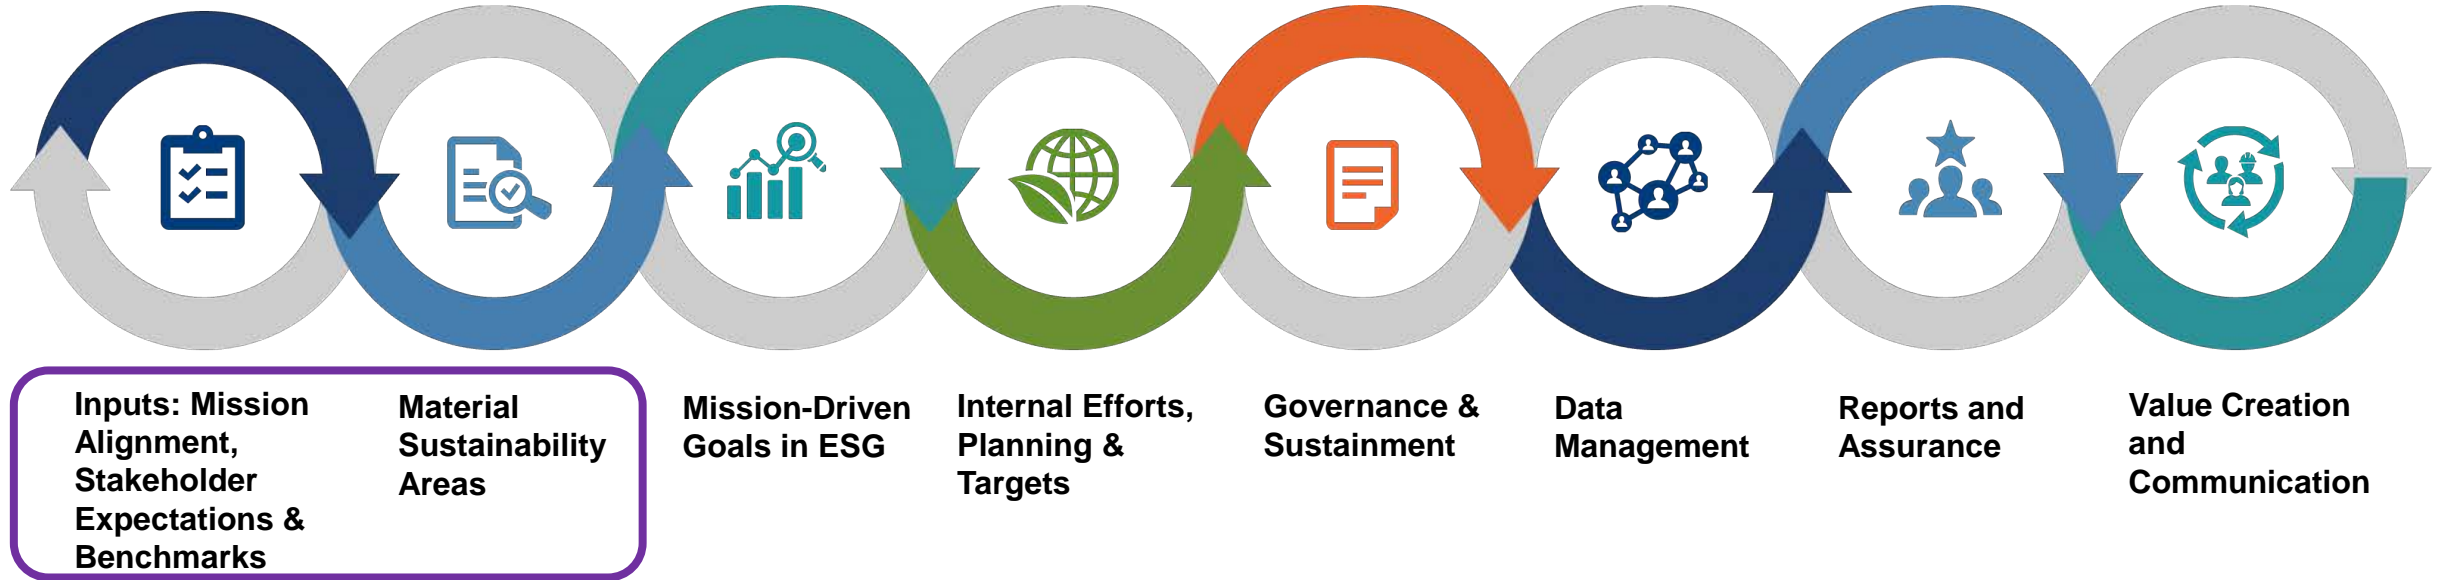 Inputs: Mission
Alignment,
Stakeholder
Expectations &
Benchmarks
Material
Sustainability
Areas
Mission-Driven
Goals in ESG
Internal Efforts,
Planning &
Targets
Governance &
Sustainment
Data
Management
Reports and
Assurance
Value Creation
and
Communication